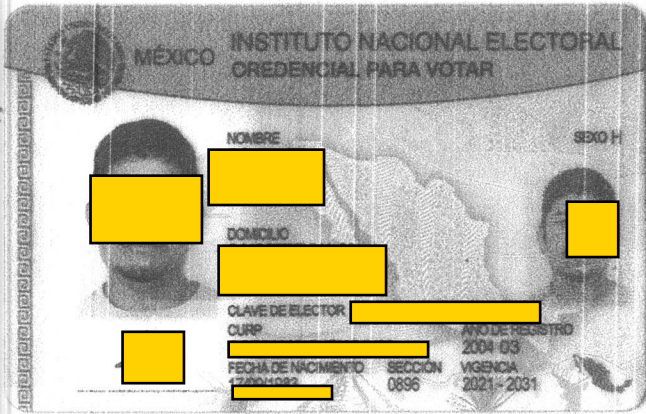 MÉXICO
INSTITUTO NACIONAL ELECTORAL
CREDENCIAL PARA VOTAR
NOMBRE
SEXO H
DOMICILIO
CLAVE DE ELECTOR
CURP
AÑO DE REGISTRO
2004 03
FECHA DE NACIMIENTO
SECCIÓN
VIGENCIA
0896
2021 - 2031